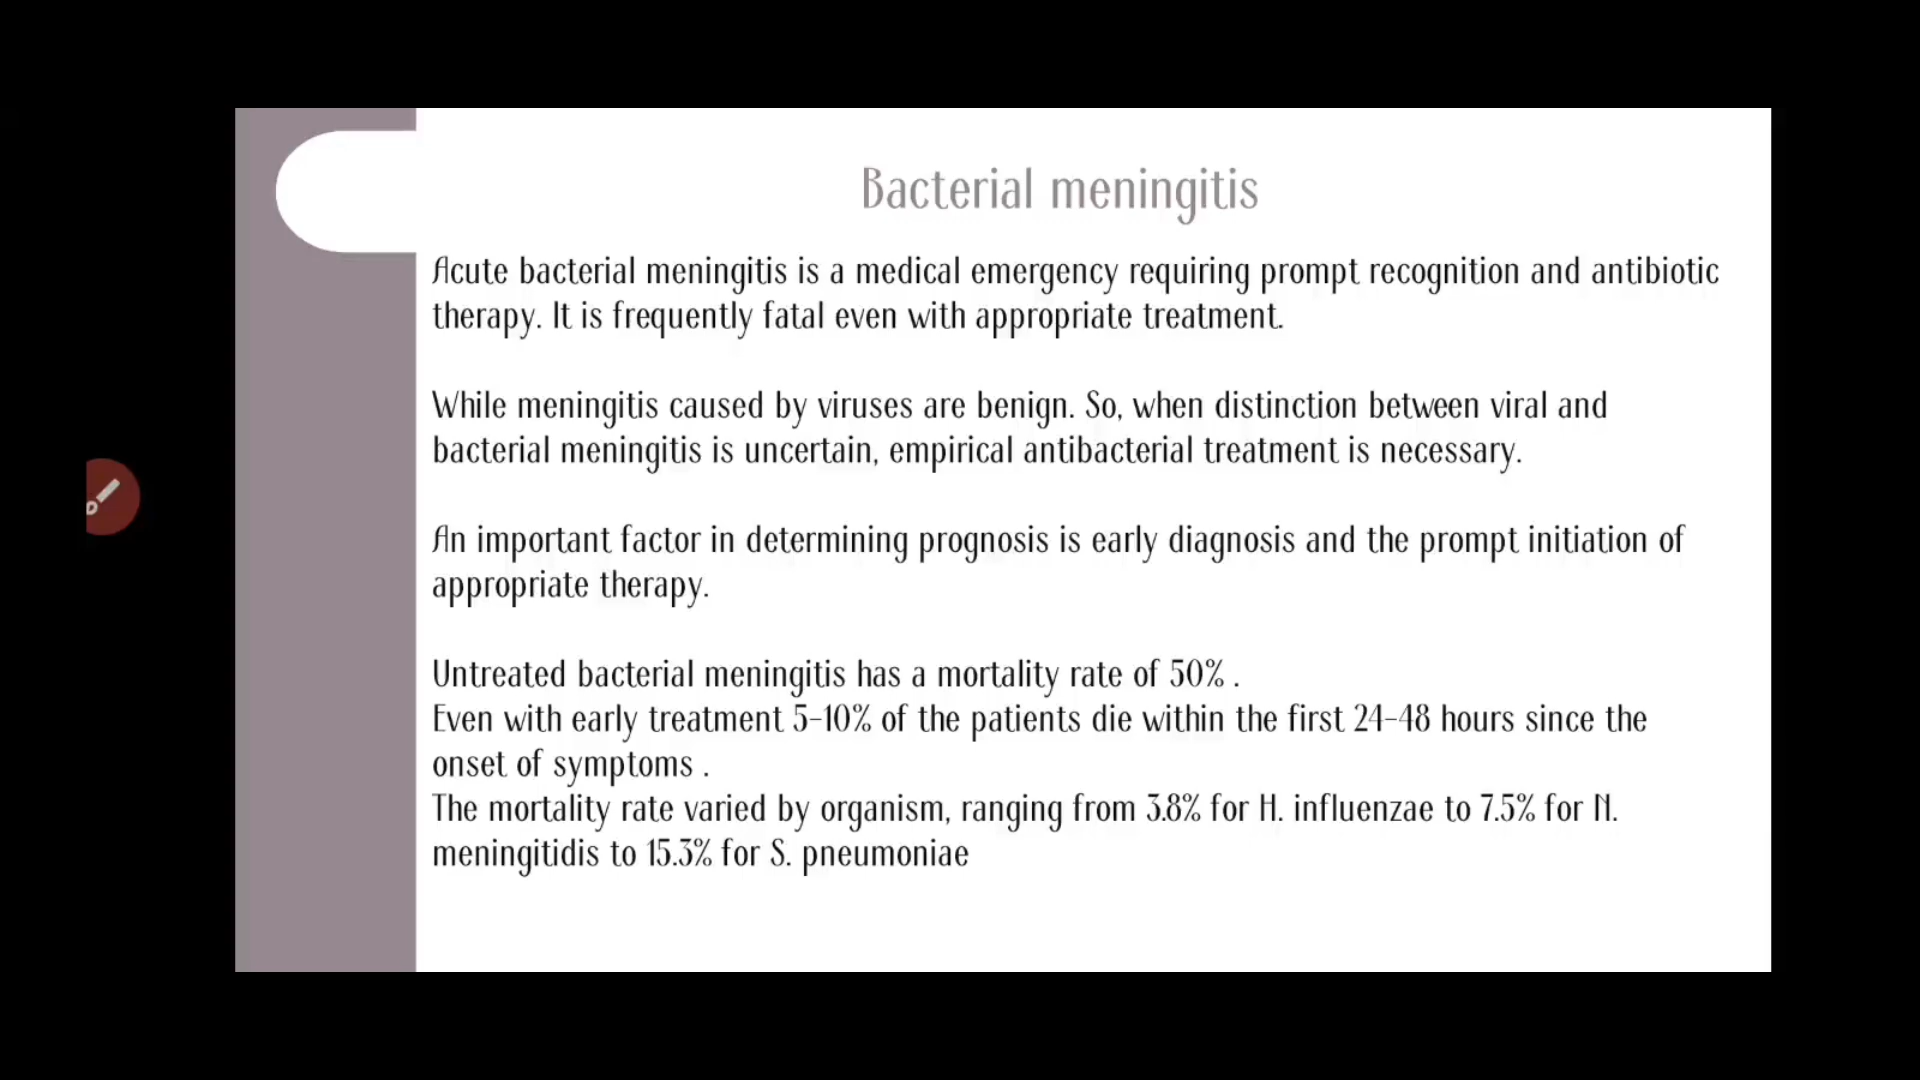 Bacterial meningitis
Acute bacterial meningitis is a medical emergency requiring prompt recognition and antibiotic
therapy. It is frequently fatal even with appropriate treatment.
While meningitis caused by viruses are benign. So, when distinction between viral and
bacterial meningitis is uncertain, empirical antibacterial treatment is necessary.
An important factor in determining prognosis is early diagnosis and the prompt initiation of
appropriate therapy.
Untreated bacterial meningitis has a mortality rate of 50% .
Even with early treatment 5-10% of the patients die within the first 24-48 hours since the
onset of symptoms .
The mortality rate varied by organism, ranging from 3.8% for H. influenzae to 7.5% for N.
meningitidis to 15.3% for S. pneumoniae